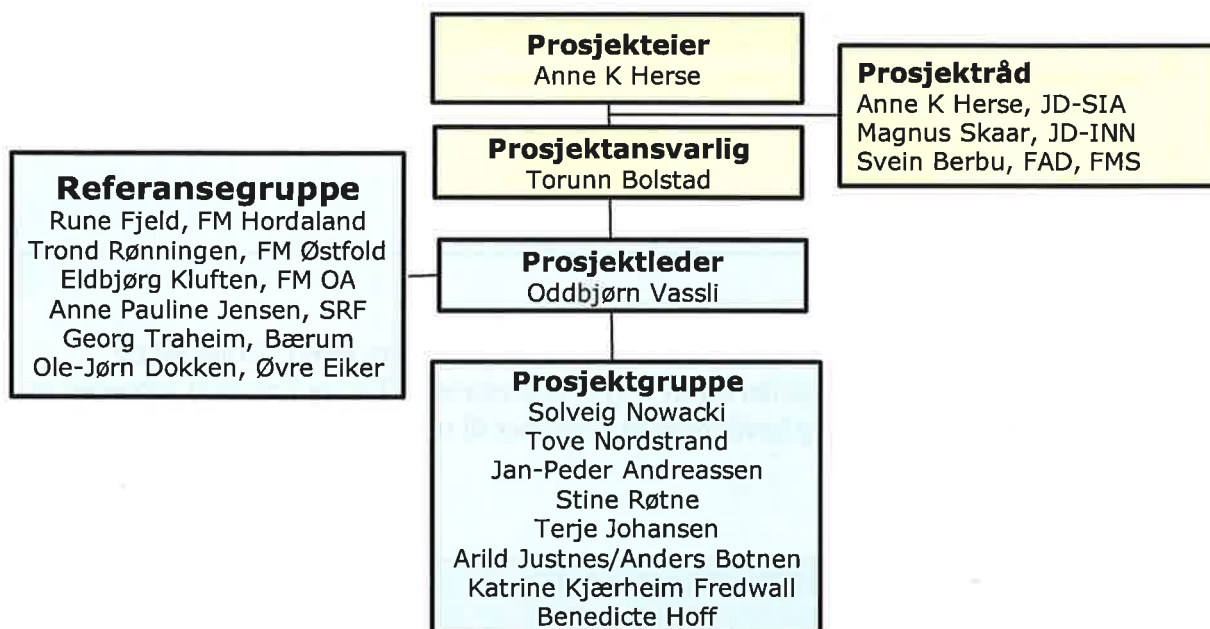 Prosjekteier
Anne K Herse
Prosjektråd
Anne K Herse, JD-SIA
Magnus Skaar, JD-INN
Svein Berbu, FAD, FMS
Prosjektansvarlig
Torunn Bolstad
Referansegruppe
Rune Fjeld, FM Hordaland
Trond Rønningen, FM Østfold
Eldbjørg Kluften, FM OA
Anne Pauline Jensen, SRF
Georg Traheim, Bærum
Ole-Jørn Dokken, Øvre Eiker
Prosjektleder
Oddbjørn Vassli
Prosjektgruppe
Solveig Nowacki
Tove Nordstrand
Jan-Peder Andreassen
Stine Røtne
Terje Johansen
Arild Justnes/Anders Botnen
Katrine Kjærheim Fredwall
Benedicte Hoff